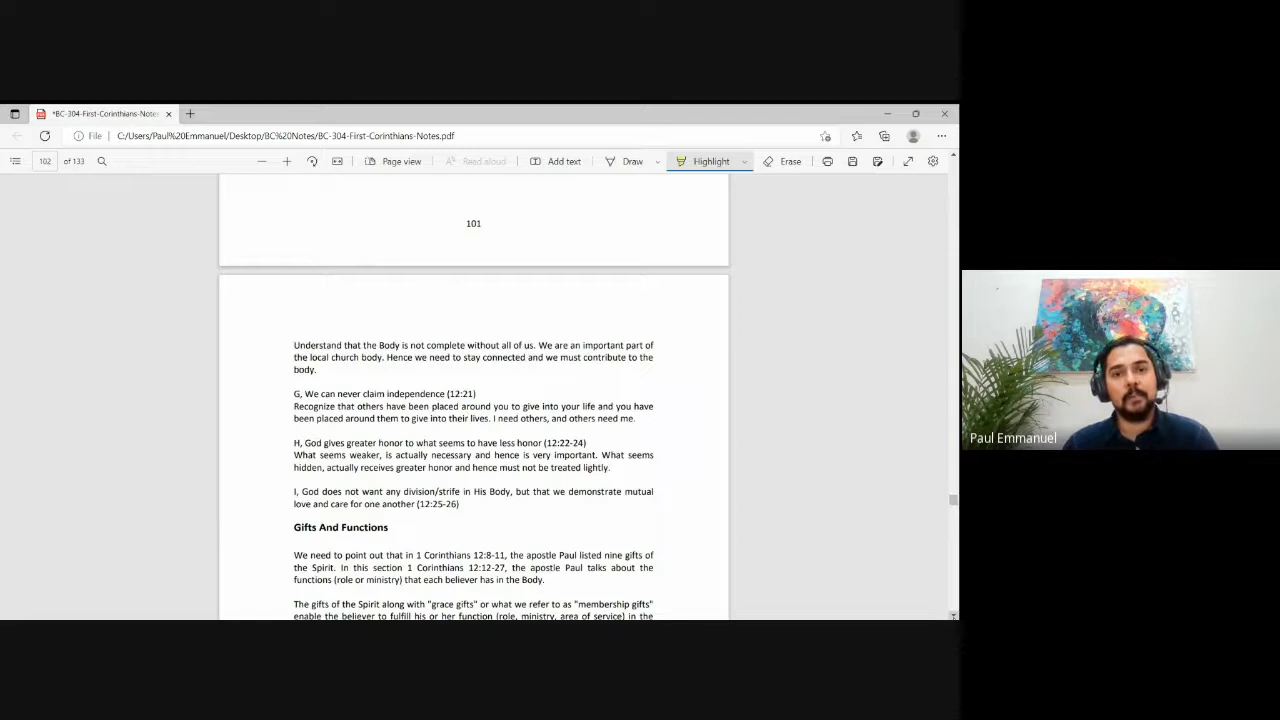 *BC-304-First-Corinthians-Notes
File
C:/Users/Paul%20Emmanuel/Desktop/BC%20Notes/BC-304-First-Corinthians-Notes.pdf
102 of 133
Page view
Read aloud
Add text
Draw
Highlight
Erase
101
Understand that the Body is not complete without all of us. We are an important part of
the local church body. Hence we need to stay connected and we must contribute to the
body.
G, We can never claim independence (12:21)
Recognize that others have been placed around you to give into your life and you have
been placed around them to give into their lives. I need others, and others need me.
H, God gives greater honor to what seems to have less honor (12:22-24)
What seems weaker, is actually necessary and hence is very important. What seems
hidden, actually receives greater honor and hence must not be treated lightly.
I, God does not want any division/strife in His Body, but that we demonstrate mutual
love and care for one another (12:25-26)
Gifts And Functions
We need to point out that in 1 Corinthians 12:8-11, the apostle Paul listed nine gifts of
the Spirit. In this section 1 Corinthians 12:12-27, the apostle Paul talks about the
functions (role or ministry) that each believer has in the Body.
The gifts of the Spirit along with "grace gifts" or what we refer to as "membership gifts"
enable the believer to fulfill his or her function (role, ministry, area of service) in the
Paul Emmanuel